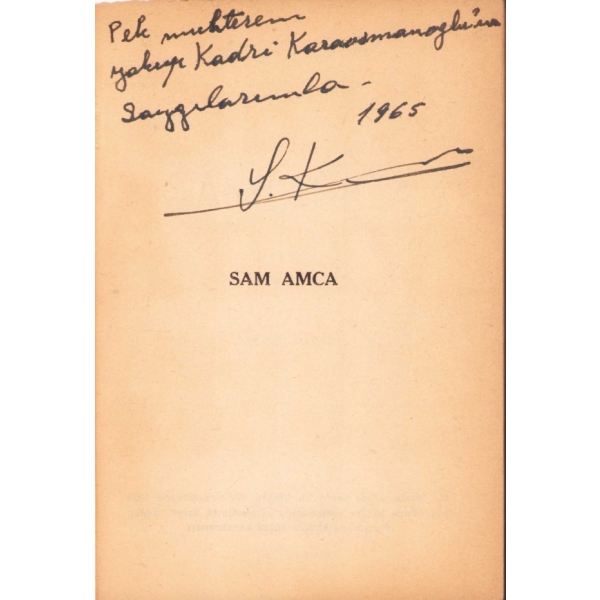 Pek muhterem
Yakup Kadri Karaosmanoğlu'na
Saygılarımla -
1965
S. K
SAM AMCA